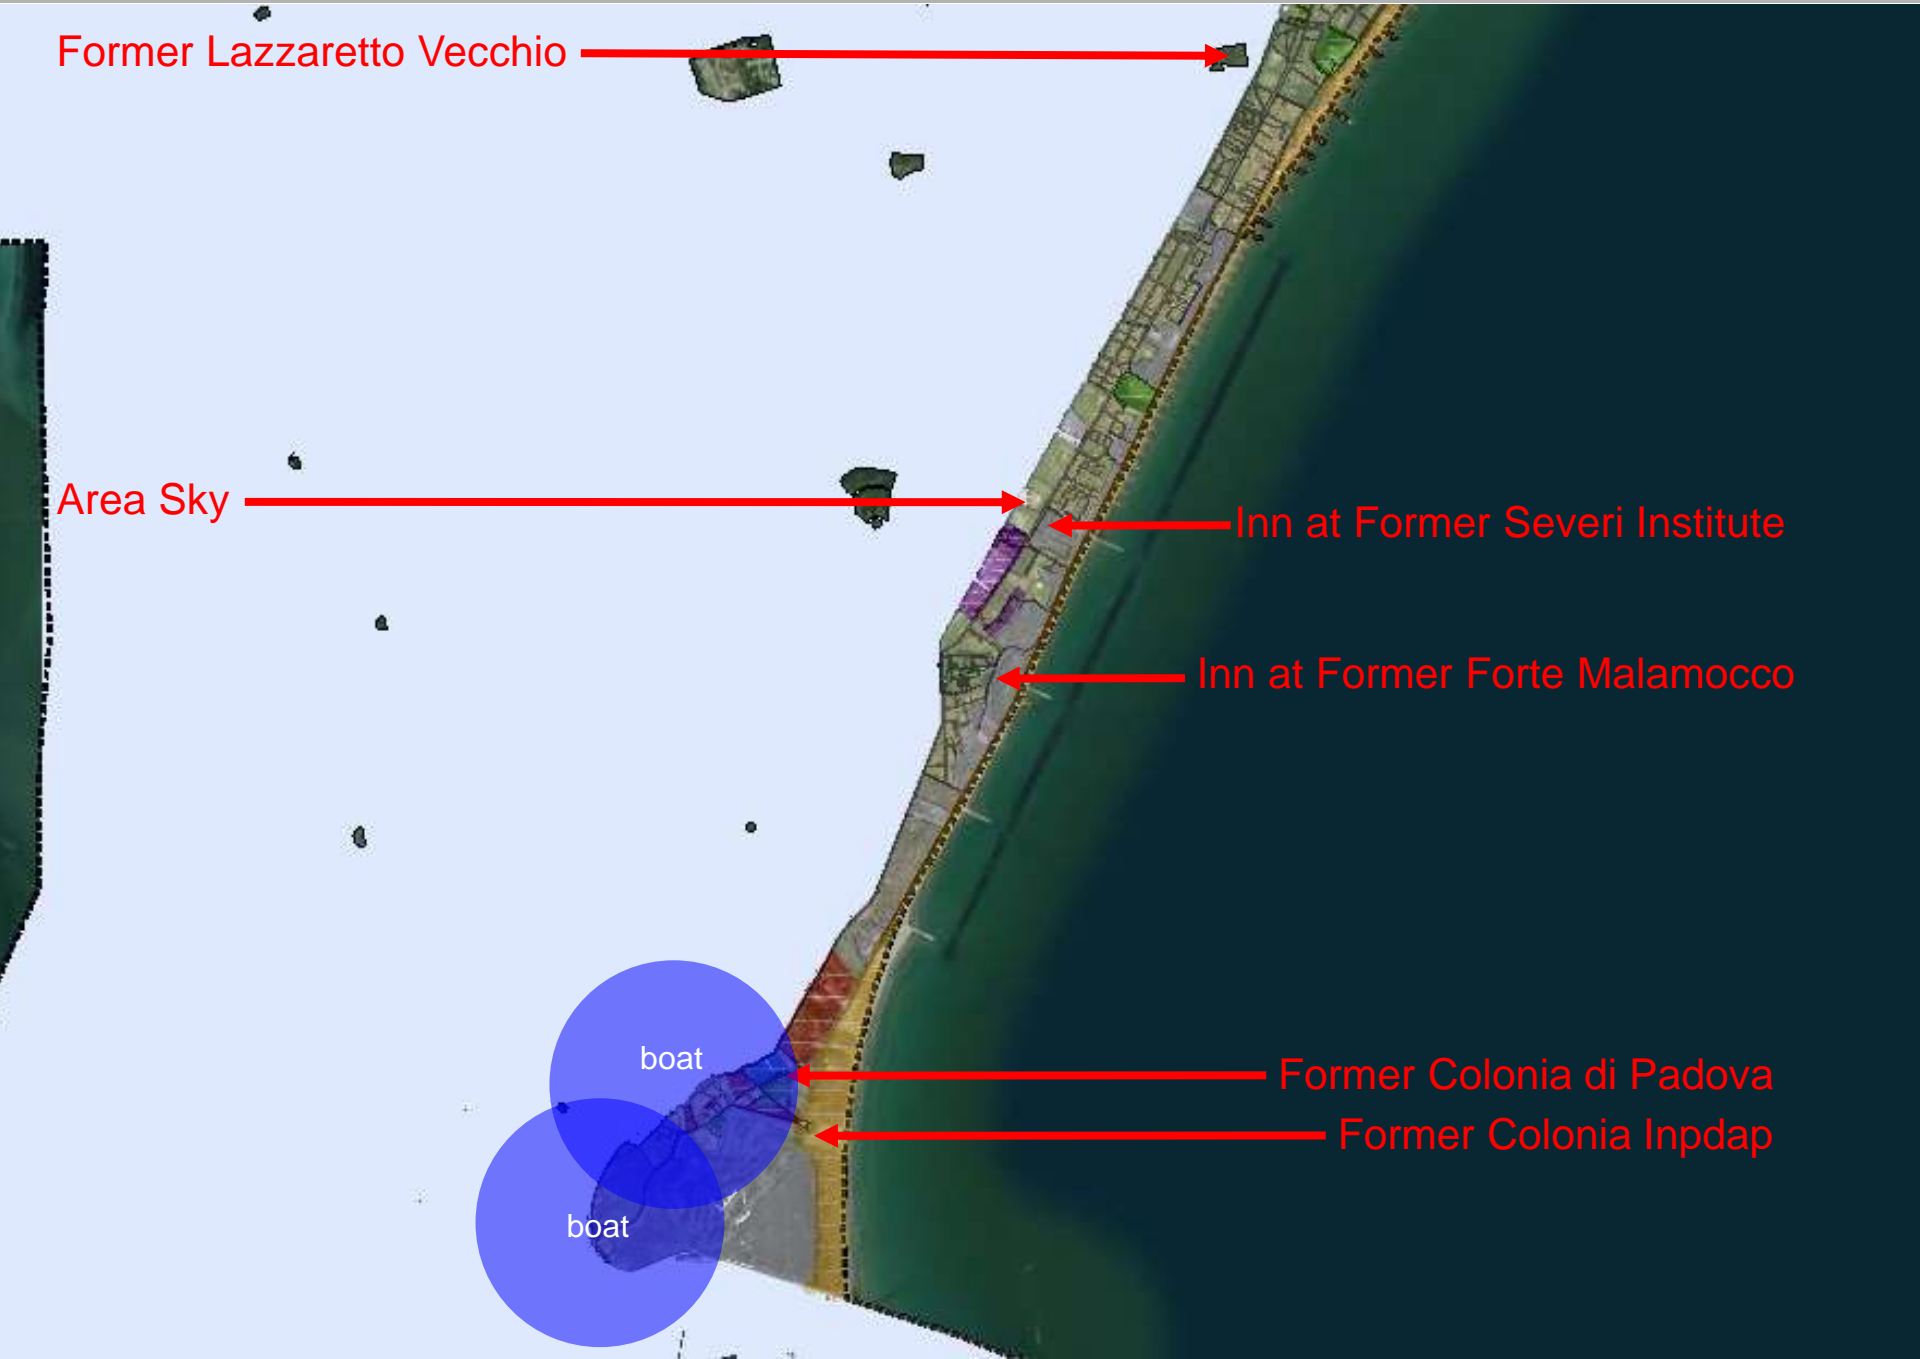 Former Lazzaretto Vecchio
Area Sky
Inn at Former Severi Institute
Inn at Former Forte Malamocco
boat
Former Colonia di Padova
Former Colonia Inpdap
boat